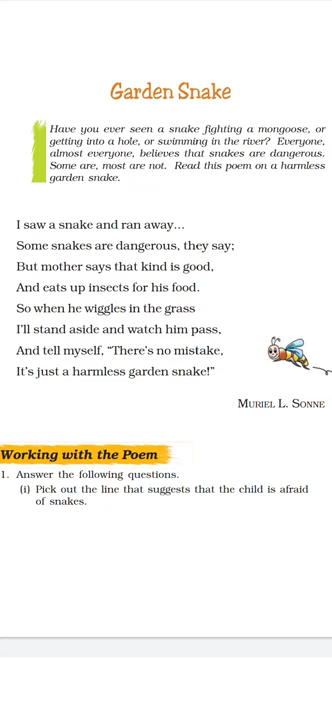 Garden Snake
Have you ever seen a snake fighting a mongoose, or
getting into a hole, or swimming in the river? Everyone,
almost everyone, believes that snakes are dangerous.
Some are, most are not. Read this poem on a harmless
garden snake.
I saw a snake and ran away...
Some snakes are dangerous, they say;
But mother says that kind is good,
And eats up insects for his food.
So when he wiggles in the grass
I'll stand aside and watch him pass,
And tell myself, “There's no mistake,
It's just a harmless garden snake!”
MURIEL L. SONNE
Working with the Poem
1. Answer the following questions.
(i) Pick out the line that suggests that the child is afraid
of snakes.